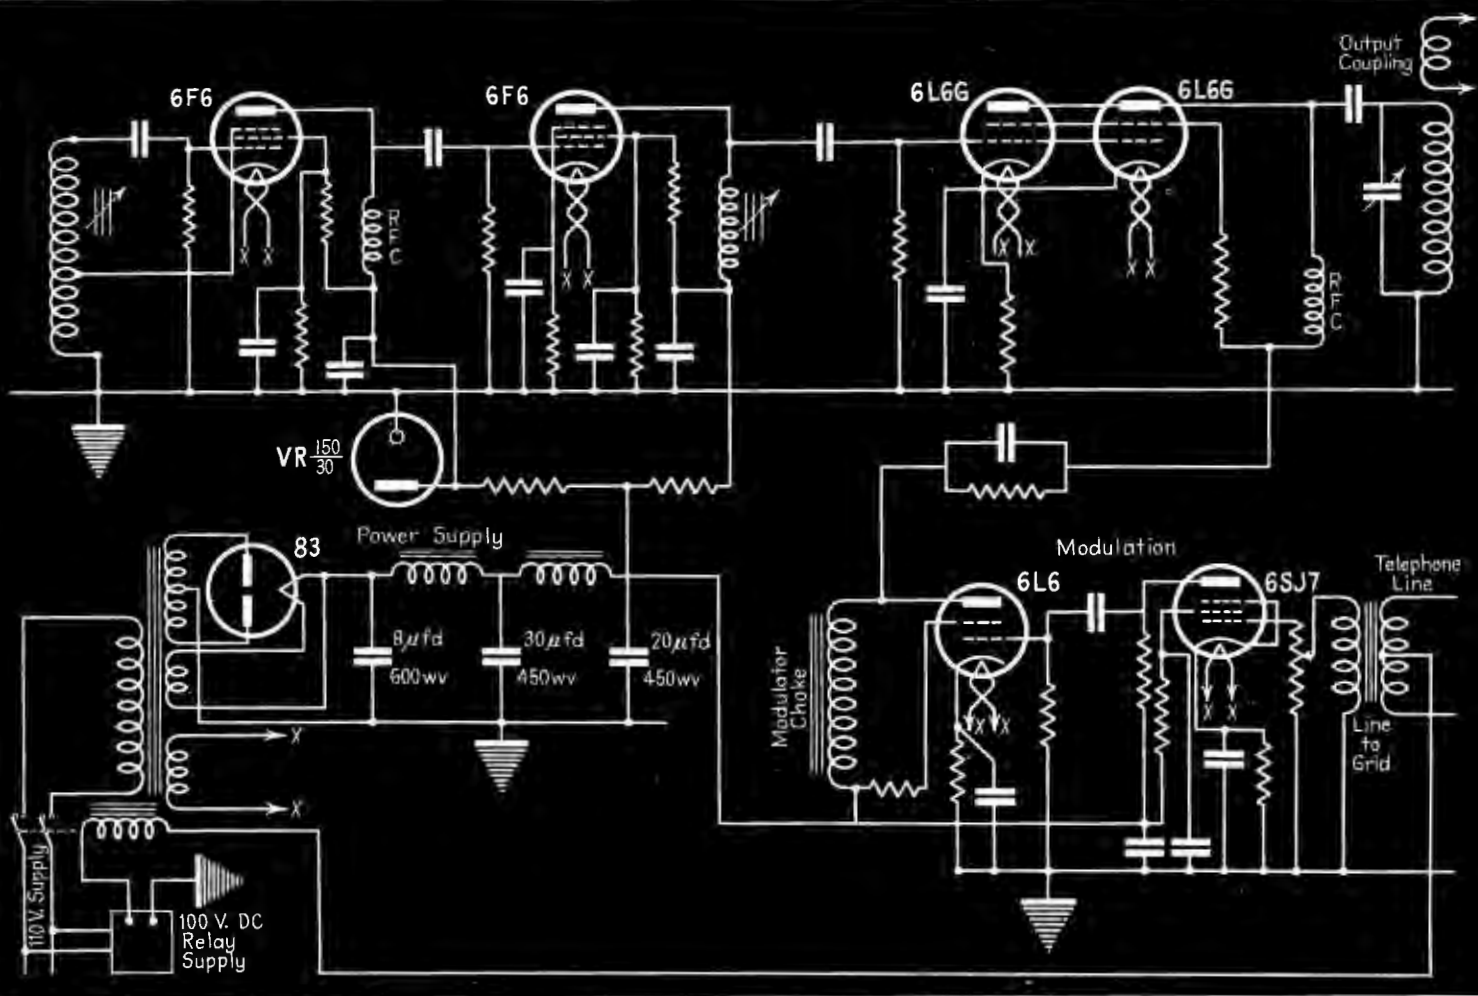 Output
Coupling
6F6
6F6
6L6G
6L6G
RFC
RFC
X X
X X
X X
X X
VR 150/30
Power Supply
83
8µfd
600wv
30µfd
450wv
20µfd
450wv
X
X
Modulation
6L6
6SJ7
Telephone
Line
Modulator
Choke
X X
X X
Line
to
Grid
110 V. Supply
100 V. DC
Relay
Supply